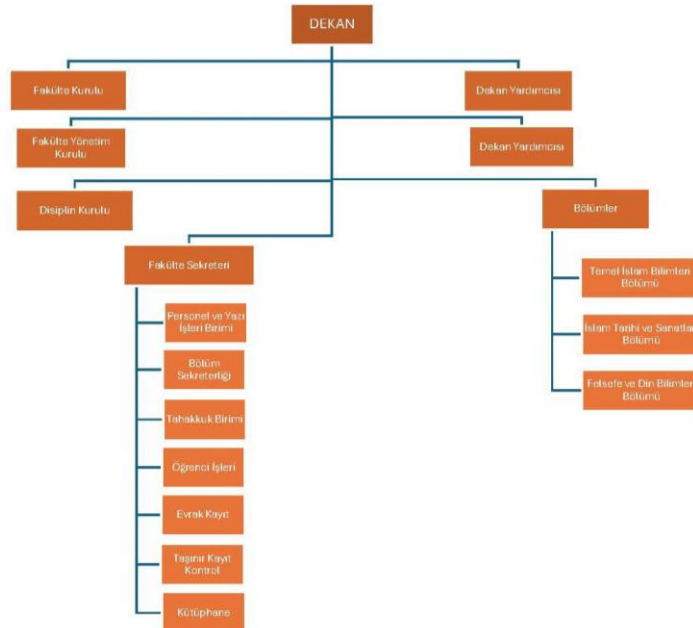 DEKAN
Fakülte Kurulu
Dekan Yardımcısı
Fakülte Yönetim
Kurulu
Dekan Yardımcısı
Disiplin Kurulu
Bölümler
Fakülte Sekreteri
Temel İslam Bilimleri
Bölümü
Personel ve Yazı
İşleri Birimi
İslam Tarihi ve Sanatları
Bölümü
Bölüm
Sekreterliği
Felsefe ve Din Bilimleri
Bölümü
Tahakkuk Birimi
Öğrenci İşleri
Evrak Kayıt
Taşınır Kayıt
Kontrol
Kütüphane